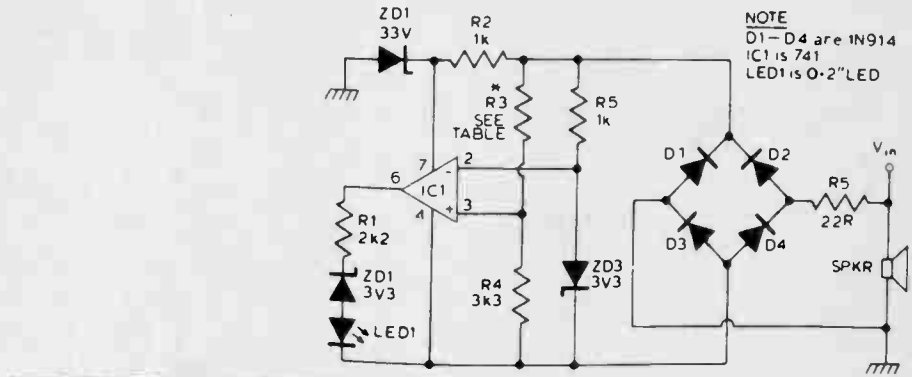 ZD1
33V
R2
1k
NOTE
D1-D4 are 1N914
IC1 is 741
LED1 is 0·2"LED
*
R3
SEE
TABLE
R5
1k
D1
D2
Vin
7
2
6
-
IC1
3
4
+
R5
22R
R1
2k2
D3
D4
ZD3
3V3
SPKR
ZD1
3V3
R4
3k3
LED1